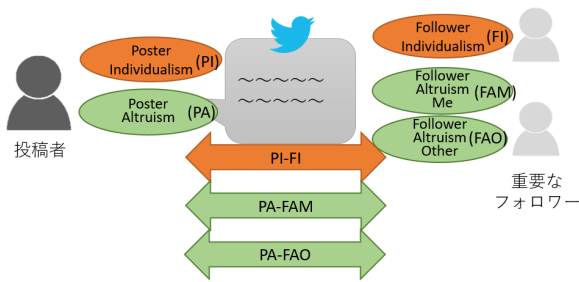 Poster
Individualism
(PI)
Poster
Altruism
(PA)
投稿者
～～～～～
～～～～～
Follower
Individualism
(FI)
Follower
Altruism
Me
(FAM)
Follower
Altruism
Other
(FAO)
重要な
フォロワー
PI-FI
PA-FAM
PA-FAO